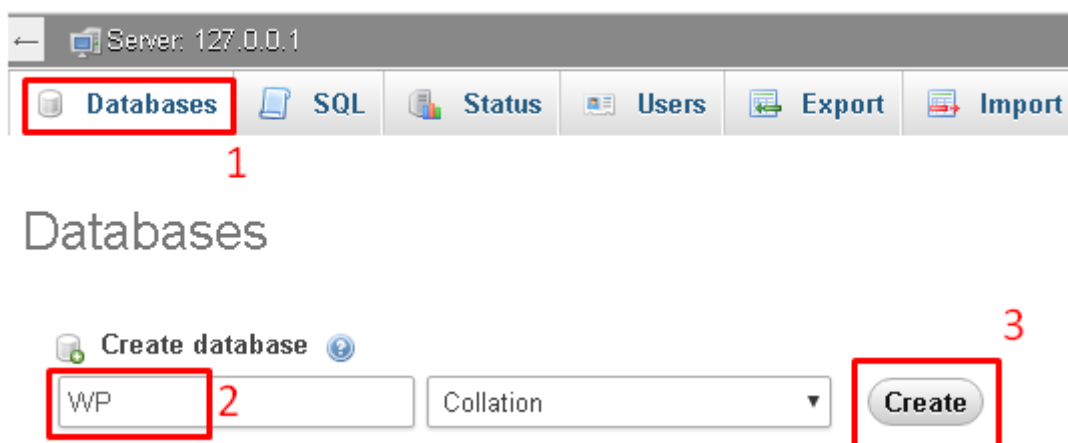 ← Server: 127.0.0.1
Databases SQL Status Users Export Import
1
Databases
3
Create database
WP 2 Collation Create